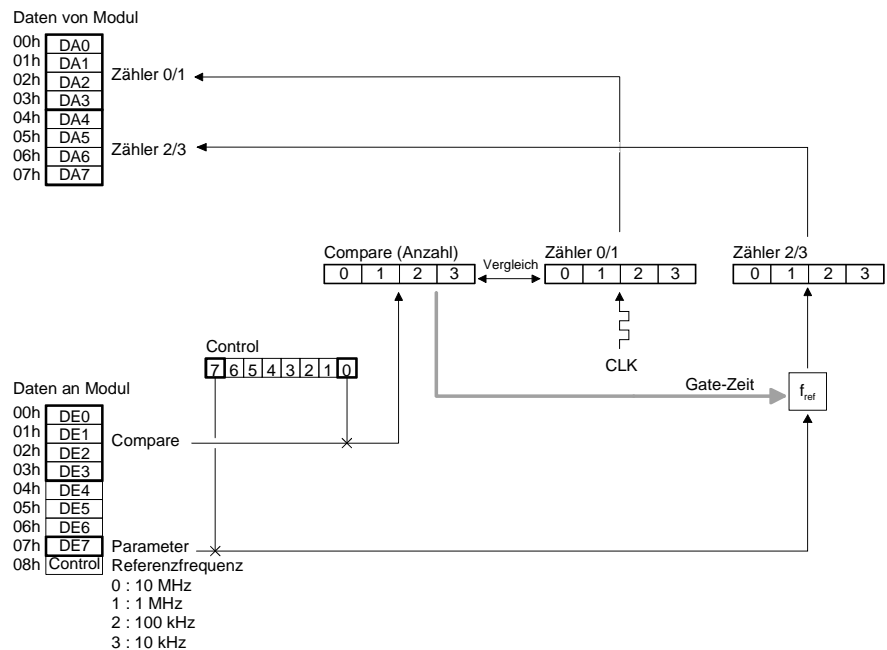 Daten von Modul
00h DA0
01h DA1
02h DA2 Zähler 0/1
03h DA3
04h DA4
05h DA5
06h DA6 Zähler 2/3
07h DA7
Compare (Anzahl) Zähler 0/1 Zähler 2/3
Vergleich
0 1 2 3 0 1 2 3 0 1 2 3
CLK
Control
7 6 5 4 3 2 1 0
Gate-Zeit
fref
Daten an Modul
00h DE0
01h DE1
02h DE2 Compare
03h DE3
04h DE4
05h DE5
06h DE6
07h DE7 Parameter
08h Control Referenzfrequenz
0 : 10 MHz
1 : 1 MHz
2 : 100 kHz
3 : 10 kHz